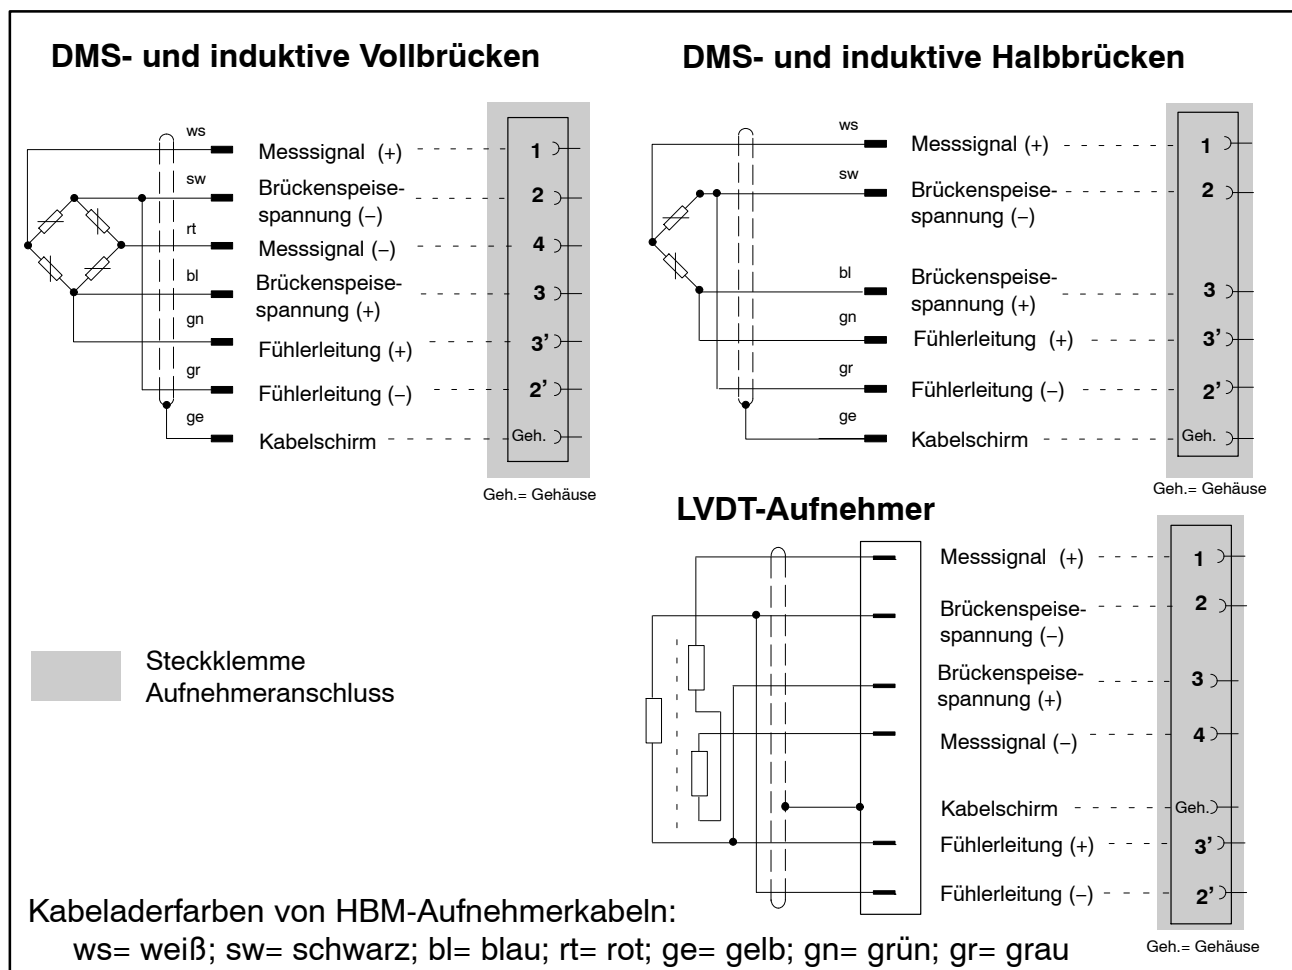 DMS- und induktive Vollbrücken
ws
Messsignal (+)
1
sw
Brückenspeise-
spannung (–)
2
rt
Messsignal (–)
4
bl
Brückenspeise-
spannung (+)
3
gn
Fühlerleitung (+)
3’
gr
Fühlerleitung (–)
2’
ge
Kabelschirm
Geh.
Geh.= Gehäuse
DMS- und induktive Halbbrücken
ws
Messsignal (+)
1
sw
Brückenspeise-
spannung (–)
2
bl
Brückenspeise-
spannung (+)
3
gn
Fühlerleitung (+)
3’
gr
Fühlerleitung (–)
2’
ge
Kabelschirm
Geh.
Geh.= Gehäuse
LVDT-Aufnehmer
Messsignal (+)
1
Brückenspeise-
spannung (–)
2
Brückenspeise-
spannung (+)
3
Messsignal (–)
4
Kabelschirm
Geh.
Fühlerleitung (+)
3’
Fühlerleitung (–)
2’
Geh.= Gehäuse
Steckklemme
Aufnehmeranschluss
Kabeladerfarben von HBM-Aufnehmerkabeln:
ws= weiß; sw= schwarz; bl= blau; rt= rot; ge= gelb; gn= grün; gr= grau